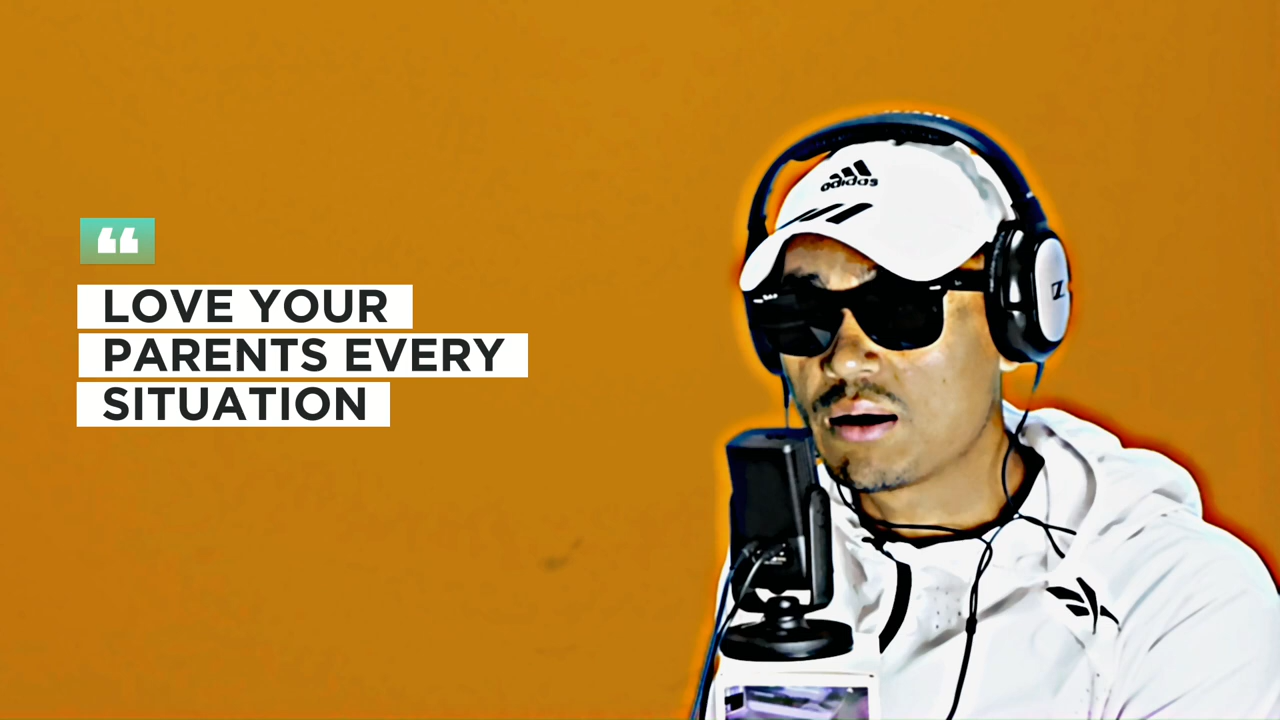 adidas
❝
LOVE YOUR
PARENTS EVERY
SITUATION